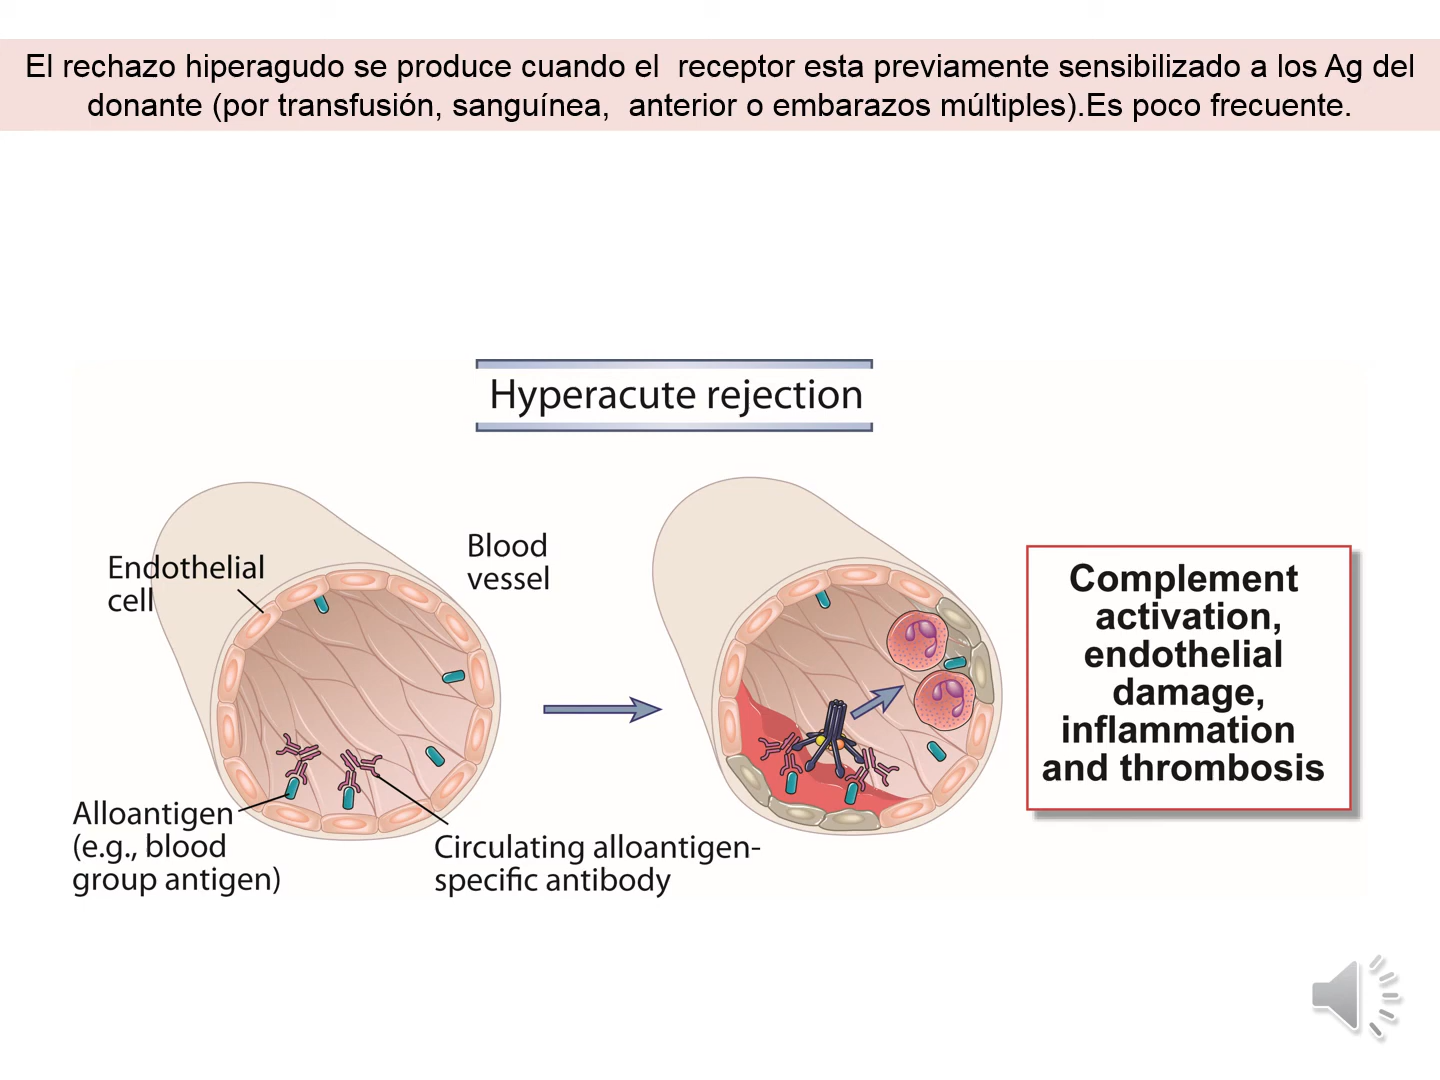 El rechazo hiperagudo se produce cuando el  receptor esta previamente sensibilizado a los Ag del
donante (por transfusión, sanguínea,  anterior o embarazos múltiples).Es poco frecuente.
Hyperacute rejection
Endothelial
cell
Blood
vessel
Complement
activation,
endothelial
damage,
inflammation
and thrombosis
Alloantigen
(e.g., blood
group antigen)
Circulating alloantigen-
specific antibody